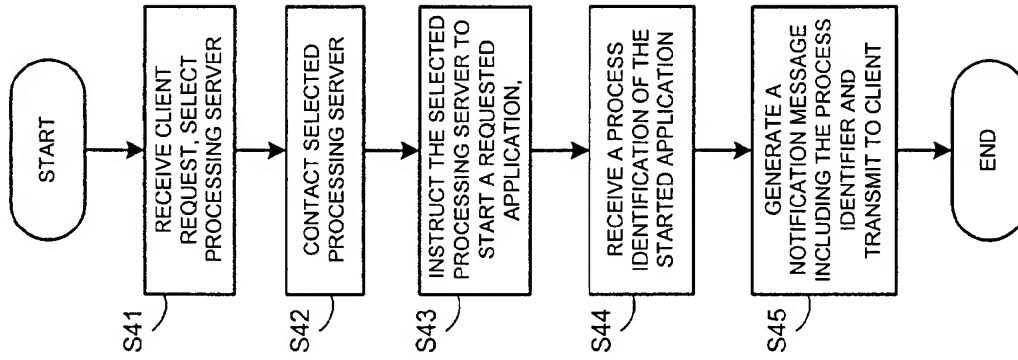 START
S41
RECEIVE CLIENT
REQUEST, SELECT
PROCESSING SERVER
S42
CONTACT SELECTED
PROCESSING SERVER
S43
INSTRUCT THE SELECTED
PROCESSING SERVER TO
START A REQUESTED
APPLICATION,
S44
RECEIVE A PROCESS
IDENTIFICATION OF THE
STARTED APPLICATION
S45
GENERATE A
NOTIFICATION MESSAGE
INCLUDING THE PROCESS
IDENTIFIER AND
TRANSMIT TO CLIENT
END